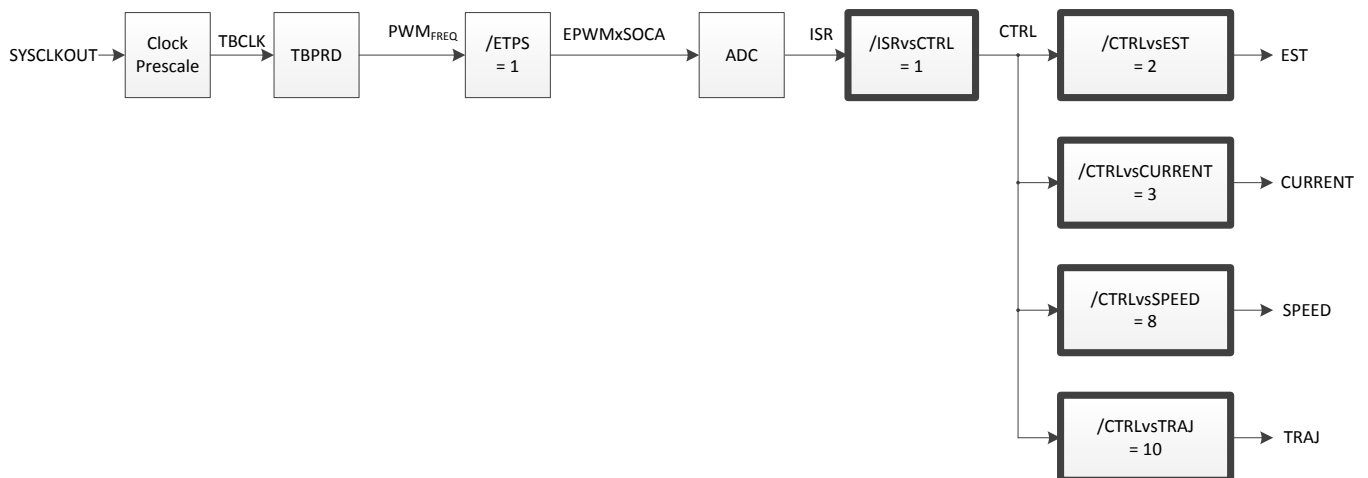 SYSCLKOUT
Clock
Prescale
TBCLK
TBPRD
PWMFREQ
/ETPS
= 1
EPWMxSOCA
ADC
ISR
/ISRvsCTRL
= 1
CTRL
/CTRLvsEST
= 2
EST
/CTRLvsCURRENT
= 3
CURRENT
/CTRLvsSPEED
= 8
SPEED
/CTRLvsTRAJ
= 10
TRAJ